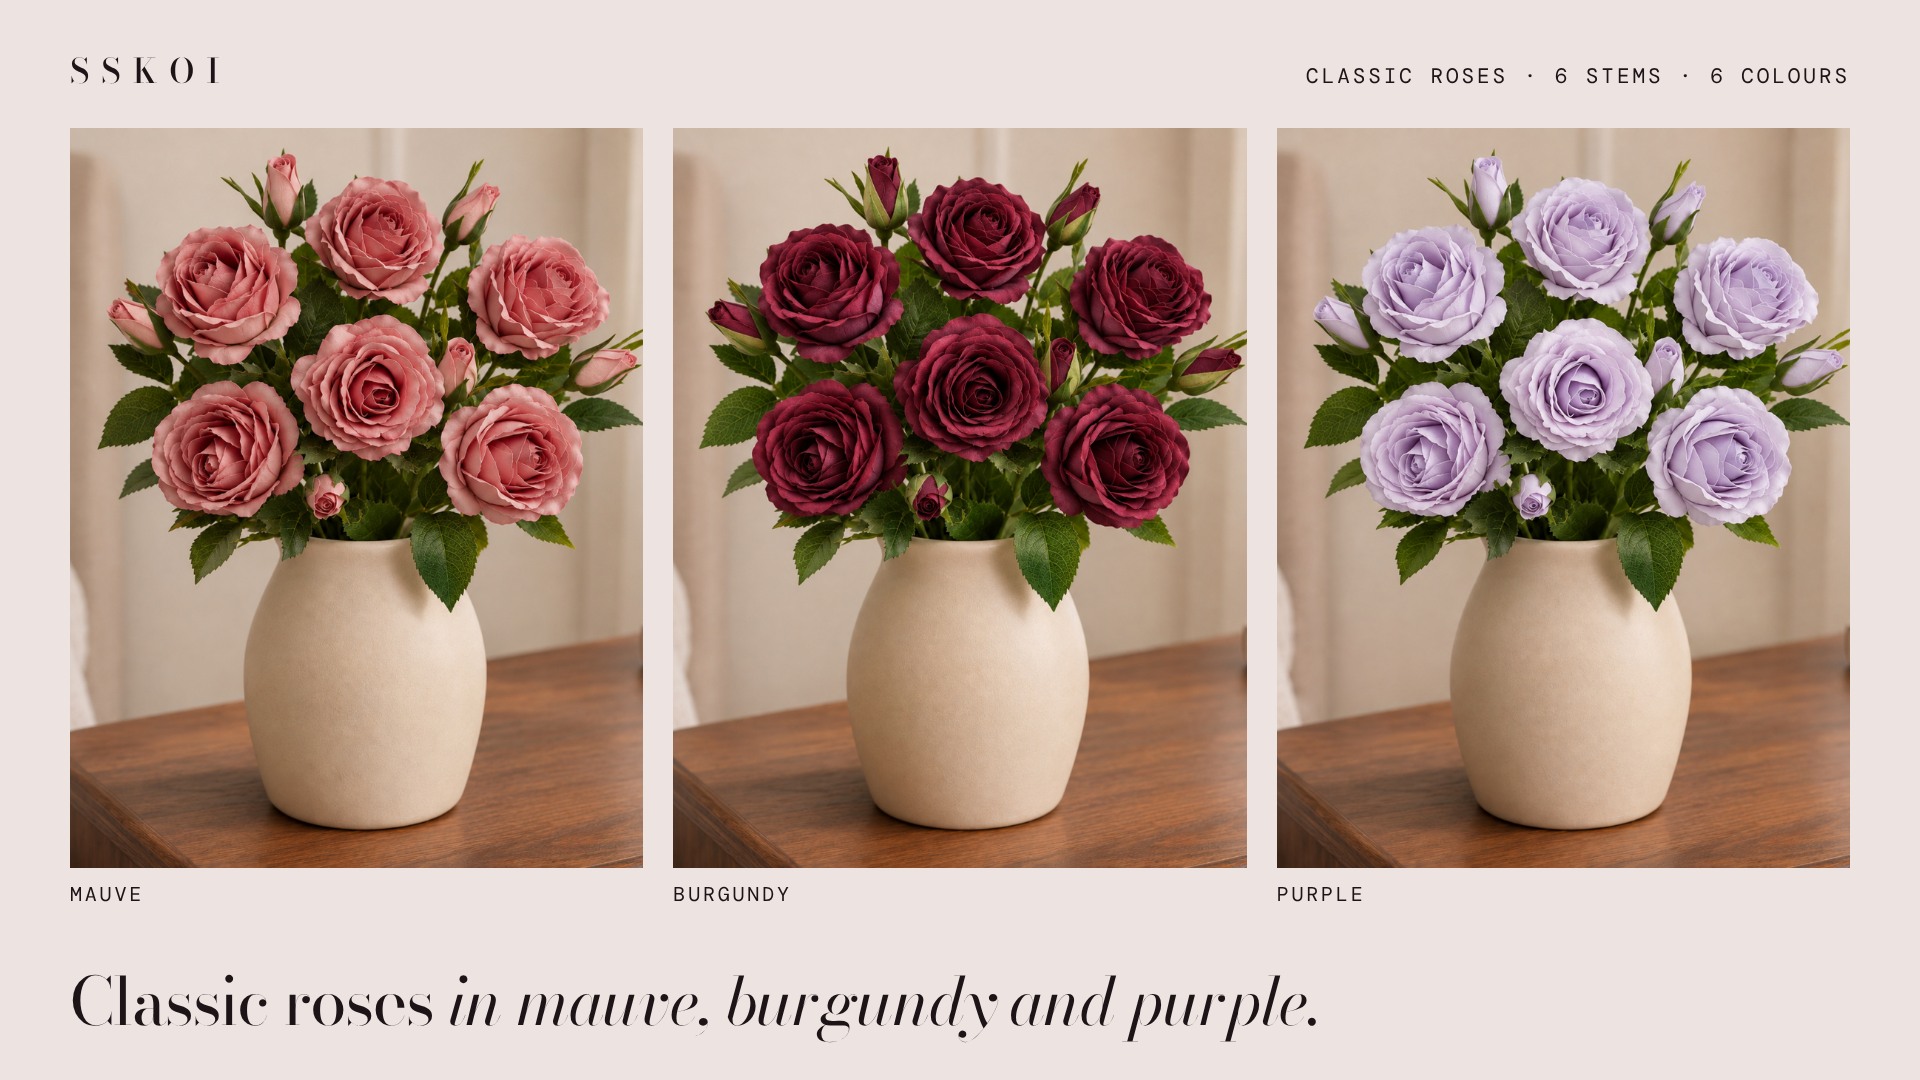 SSKOI
CLASSIC ROSES · 6 STEMS · 6 COLOURS
MAUVE
BURGUNDY
PURPLE
Classic roses in mauve, burgundy and purple.